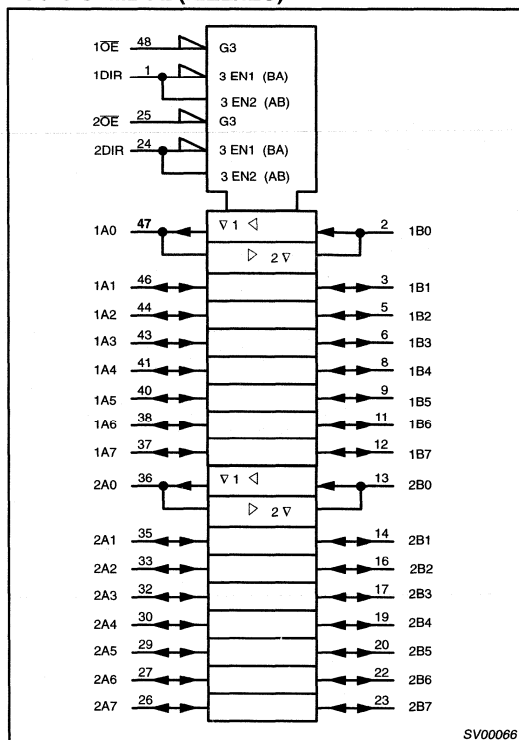 1OE 48 G3
1DIR 1 3 EN1 (BA)
3 EN2 (AB)
2OE 25 G3
2DIR 24 3 EN1 (BA)
3 EN2 (AB)
1A0 47 ∇ 1 ◁ 2 1B0
▷ 2 ∇
1A1 46 3 1B1
1A2 44 5 1B2
1A3 43 6 1B3
1A4 41 8 1B4
1A5 40 9 1B5
1A6 38 11 1B6
1A7 37 12 1B7
2A0 36 ∇ 1 ◁ 13 2B0
▷ 2 ∇
2A1 35 14 2B1
2A2 33 16 2B2
2A3 32 17 2B3
2A4 30 19 2B4
2A5 29 20 2B5
2A6 27 22 2B6
2A7 26 23 2B7
SV00066